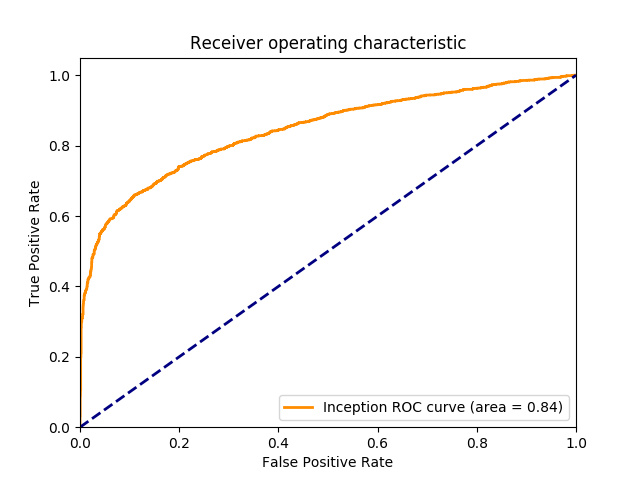 Receiver operating characteristic
1.0
0.8
0.6
0.4
0.2
0.0
True Positive Rate
Inception ROC curve (area = 0.84)
0.0 0.2 0.4 0.6 0.8 1.0
False Positive Rate